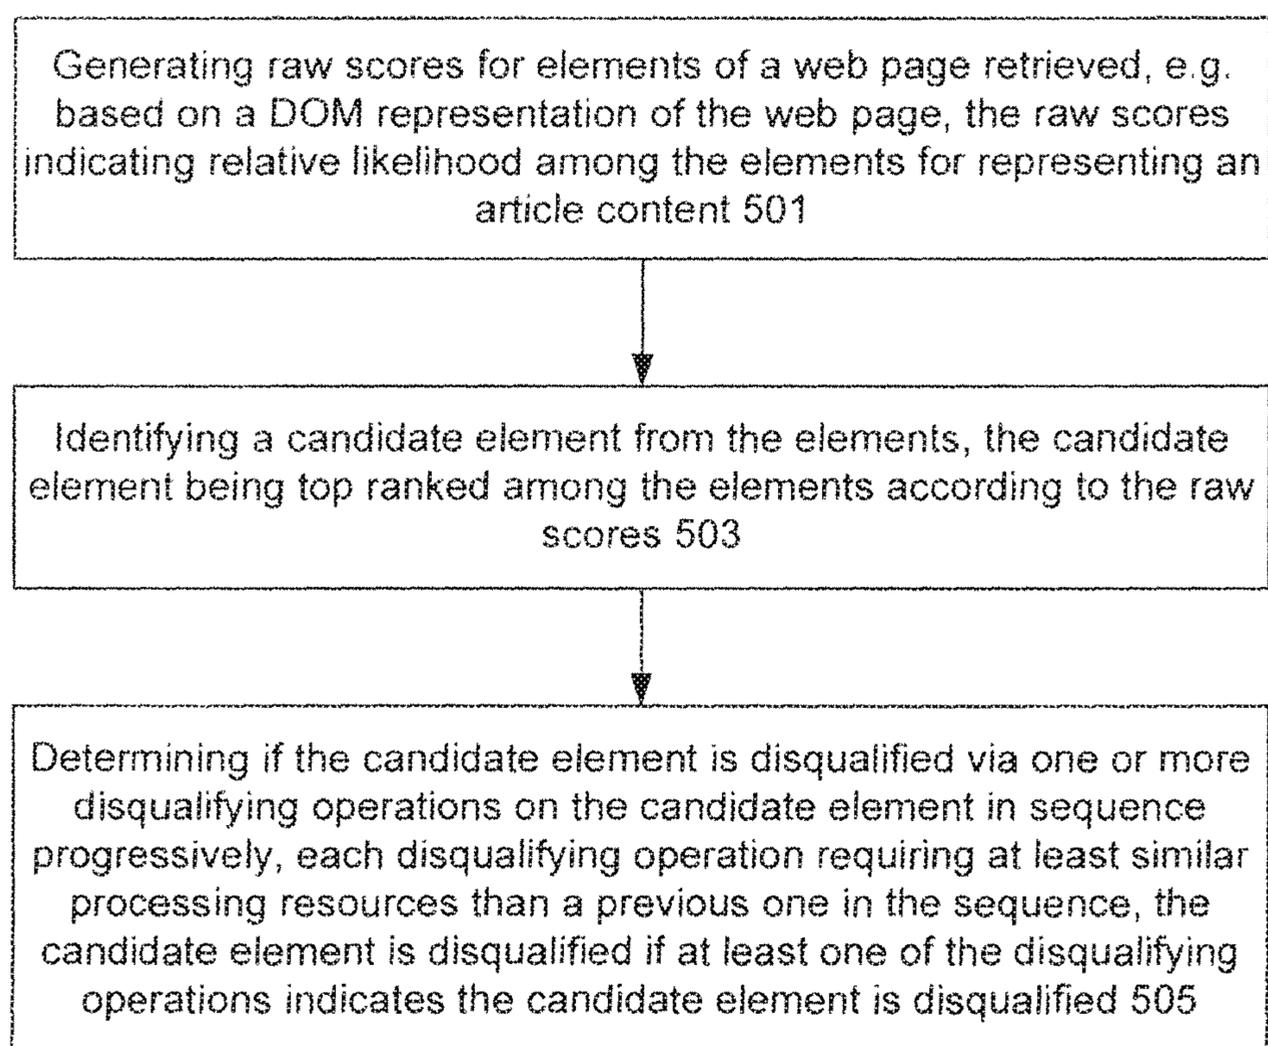 Generating raw scores for elements of a web page retrieved, e.g.
based on a DOM representation of the web page, the raw scores
indicating relative likelihood among the elements for representing an
article content 501
Identifying a candidate element from the elements, the candidate
element being top ranked among the elements according to the raw
scores 503
Determining if the candidate element is disqualified via one or more
disqualifying operations on the candidate element in sequence
progressively, each disqualifying operation requiring at least similar
processing resources than a previous one in the sequence, the
candidate element is disqualified if at least one of the disqualifying
operations indicates the candidate element is disqualified 505